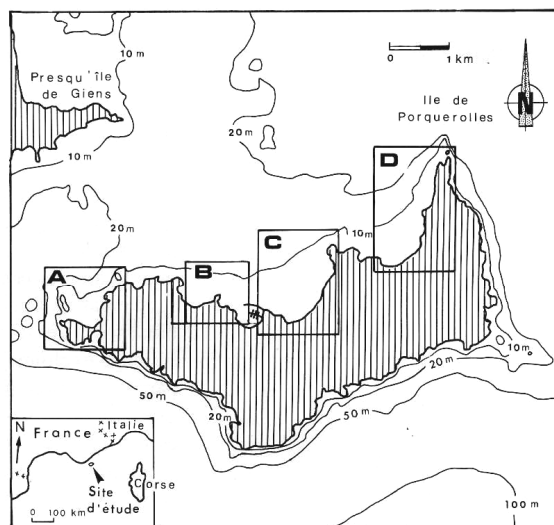 10 m
10 m
Presqu'île
de Giens
0 1 km
N
Ile de
Porquerolles
20 m
10 m
D
20 m
C
10 m
A
B
10 m
20 m
50 m
20 m
50 m
100 m
N
France
Italie
Corse
Site
d'étude
0 100 km